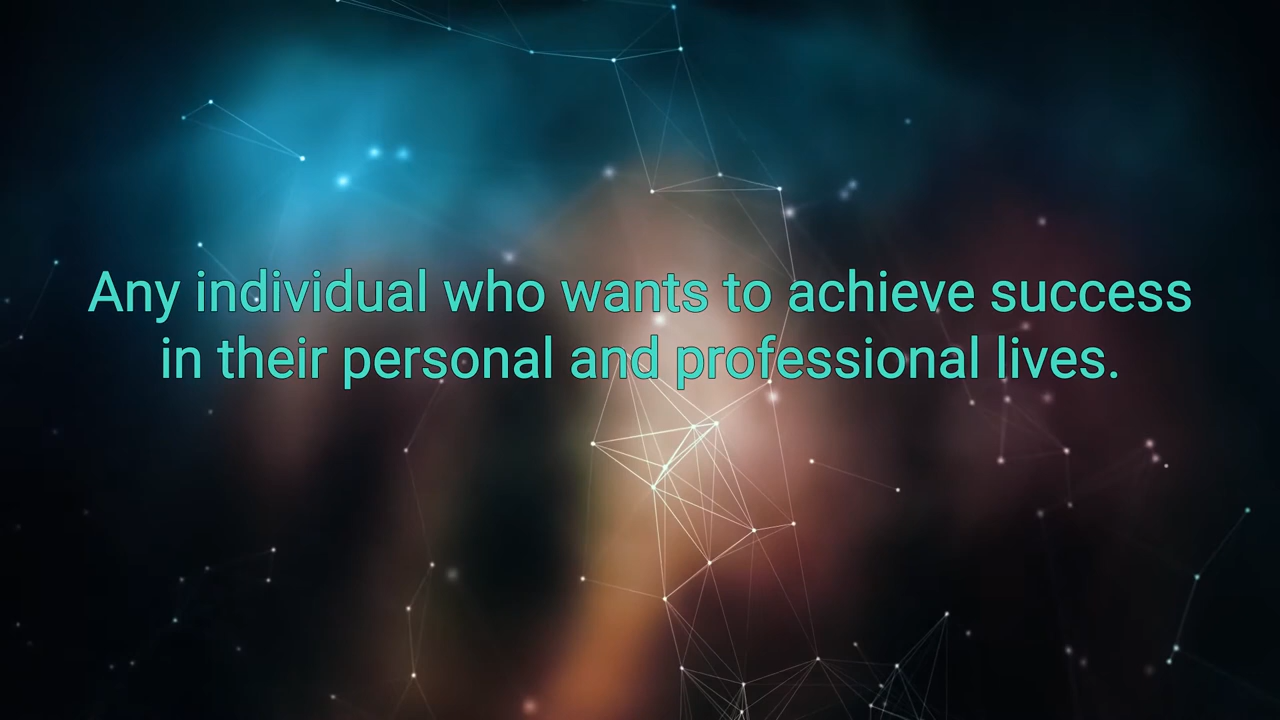 Any individual who wants to achieve success
in their personal and professional lives.